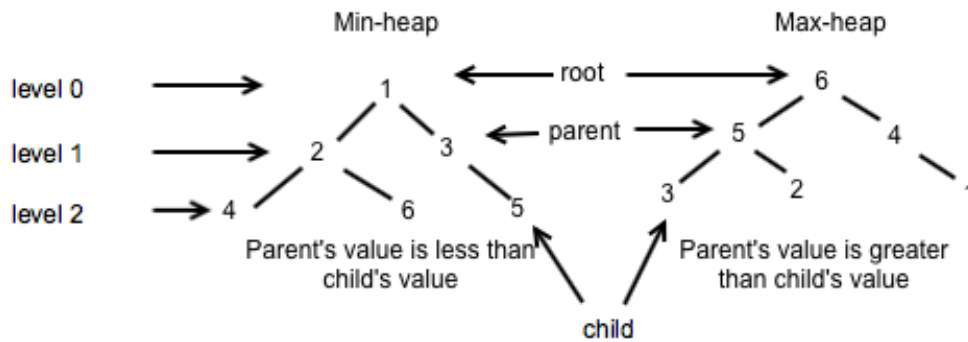 Min-heap
Max-heap
level 0
1
root
6
level 1
2
3
parent
5
4
level 2
4
6
5
3
2
Parent's value is less than
child's value
Parent's value is greater
than child's value
child